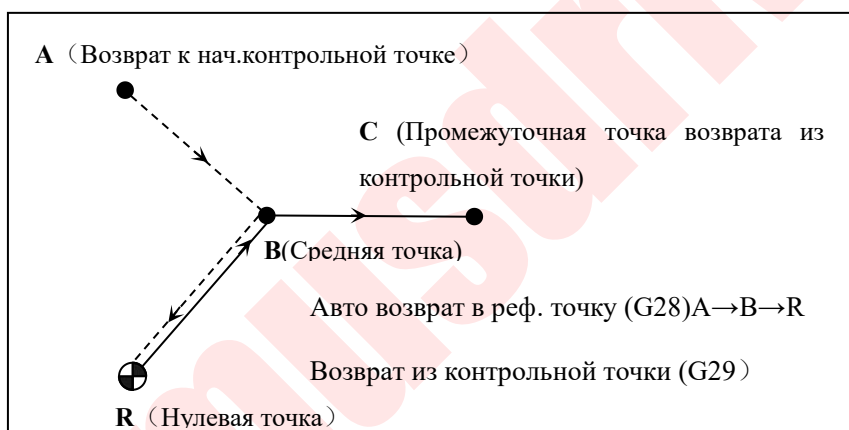 A（Возврат к нач.контрольной точке）
C (Промежуточная точка возврата из
контрольной точки)
B(Средняя точка)
Авто возврат в реф. точку (G28)A→B→R
Возврат из контрольной точки (G29）
R（Нулевая точка）